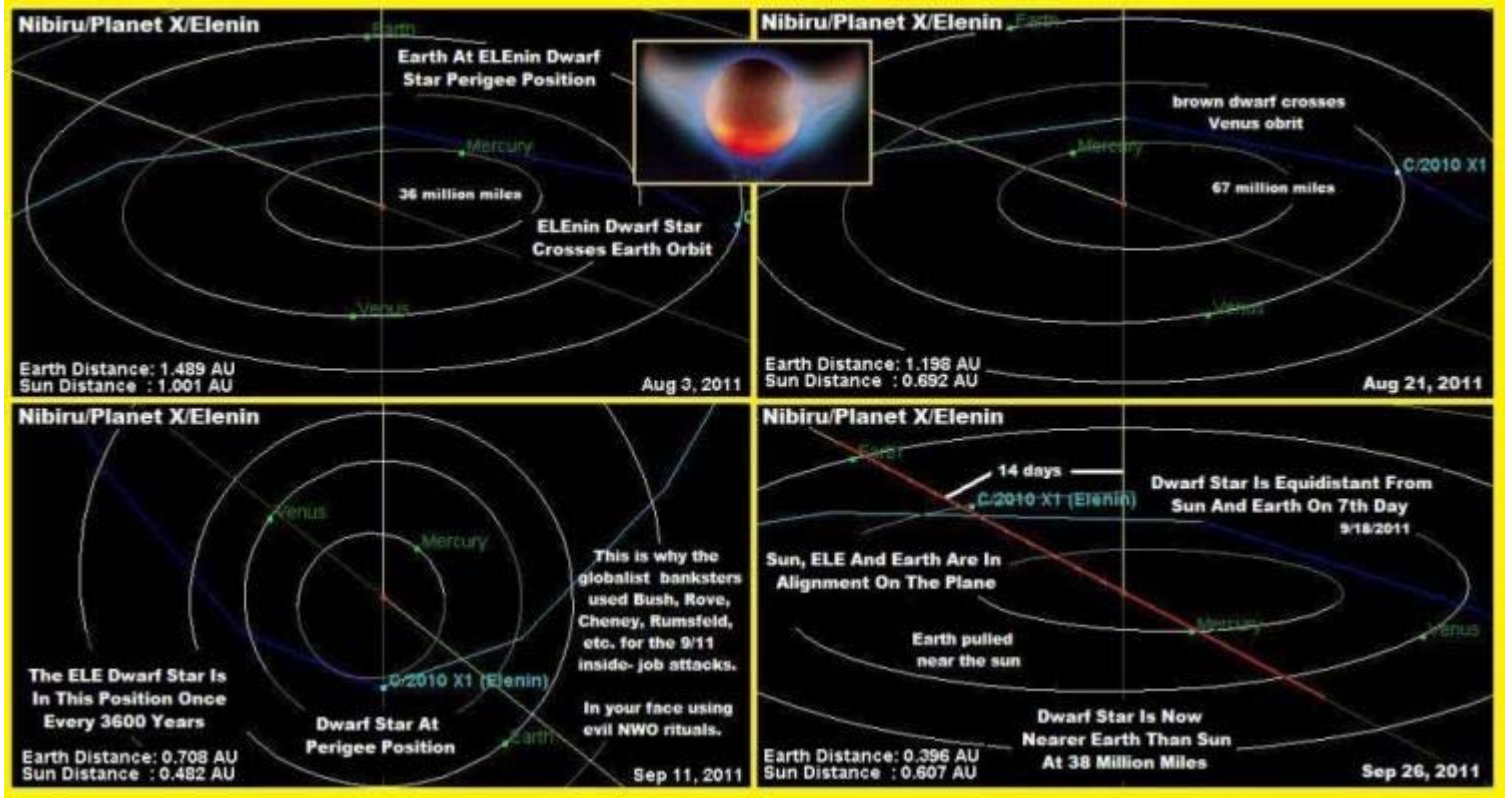 Nibiru/Planet X/Elenin
Earth
Earth At ELEnin Dwarf
Star Perigee Position
Mercury
36 million miles
ELEnin Dwarf Star
Crosses Earth Orbit
C
Venus
Earth Distance: 1.489 AU
Sun Distance : 1.001 AU
Aug 3, 2011
Nibiru/Planet X/Elenin
Earth
brown dwarf crosses
Venus obrit
Mercury
C/2010 X1
67 million miles
Venus
Earth Distance: 1.198 AU
Sun Distance : 0.692 AU
Aug 21, 2011
Nibiru/Planet X/Elenin
Venus
Mercury
This is why the
globalist banksters
used Bush, Rove,
Cheney, Rumsfeld,
etc. for the 9/11
inside- job attacks.
In your face using
evil NWO rituals.
C/2010 X1 (Elenin)
The ELE Dwarf Star Is
In This Position Once
Every 3600 Years
Dwarf Star At
Perigee Position
Earth
Earth Distance: 0.708 AU
Sun Distance : 0.482 AU
Sep 11, 2011
Nibiru/Planet X/Elenin
Earth
14 days
C/2010 X1 (Elenin)
Dwarf Star Is Equidistant From
Sun And Earth On 7th Day
9/18/2011
Sun, ELE And Earth Are In
Alignment On The Plane
Mercury
Venus
Earth pulled
near the sun
Dwarf Star Is Now
Nearer Earth Than Sun
At 38 Million Miles
Earth Distance: 0.396 AU
Sun Distance : 0.607 AU
Sep 26, 2011